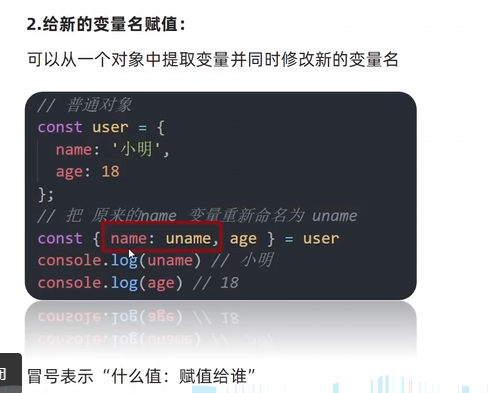 2.给新的变量名赋值：
可以从一个对象中提取变量并同时修改新的变量名
// 普通对象
const user = {
name: '小明',
age: 18
};
// 把 原来的name 变量重新命名为 uname
const { name: uname, age } = user
console.log(uname) // 小明
console.log(age) // 18
冒号表示“什么值：赋值给谁”